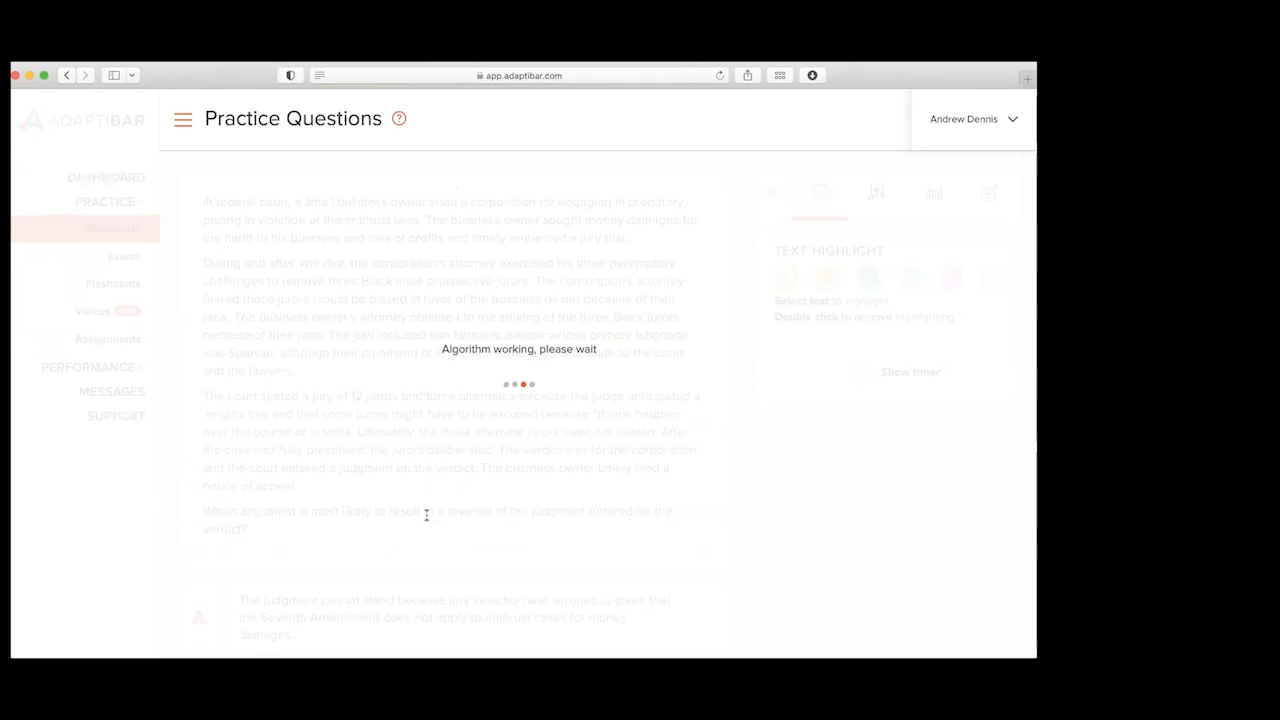 app.adaptibar.com
ADAPTIBAR
Practice Questions ?
Andrew Dennis
DASHBOARD
PRACTICE
Exams
Flashcards
Videos
Assignments
PERFORMANCE
MESSAGES
SUPPORT
In federal court, a small business owner sued a corporation for engaging in predatory
pricing in violation of the antitrust laws. The business owner sought money damages for
the harm to his business and loss of profits and timely requested a jury trial.
During and after voir dire, the corporation's attorney exercised his three peremptory
challenges to remove three Black male prospective jurors. The corporation's attorney
feared those jurors would be biased in favor of the business owner because of their
race. The business owner's attorney objected to the striking of the three Black jurors
because of their race. The jury included two Hispanic people whose primary language
was Spanish, although their command of to the court
and the lawyers.
Algorithm working, please wait
The court seated a jury of 12 jurors and three alternates because the judge anticipated a
lengthy trial and that some jurors might have to be excused because "things happen"
over the course of months. Ultimately, the three alternate jurors were not seated. After
the case was fully presented, the jurors deliberated. The verdict was for the corporation,
and the court entered a judgment on the verdict. The business owner timely filed a
notice of appeal.
Which argument is most likely to result in a reversal of the judgment entered on the
verdict?
A
The judgment cannot stand because jury selection was erroneous given that
the Seventh Amendment does not apply to antitrust cases for money
damages.
TEXT HIGHLIGHT
Select text to highlight
Double click to remove highlighting
Show timer